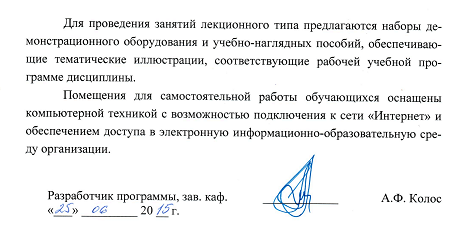 Для проведения занятий лекционного типа предлагаются наборы де-
монстрационного оборудования и учебно-наглядных пособий, обеспечиваю-
щие тематические иллюстрации, соответствующие рабочей учебной про-
грамме дисциплины.
Помещения для самостоятельной работы обучающихся оснащены
компьютерной техникой с возможностью подключения к сети «Интернет» и
обеспечением доступа в электронную информационно-образовательную сре-
ду организации.
Разработчик программы, зав. каф. А.Ф. Колос
«25» 06 2015 г.